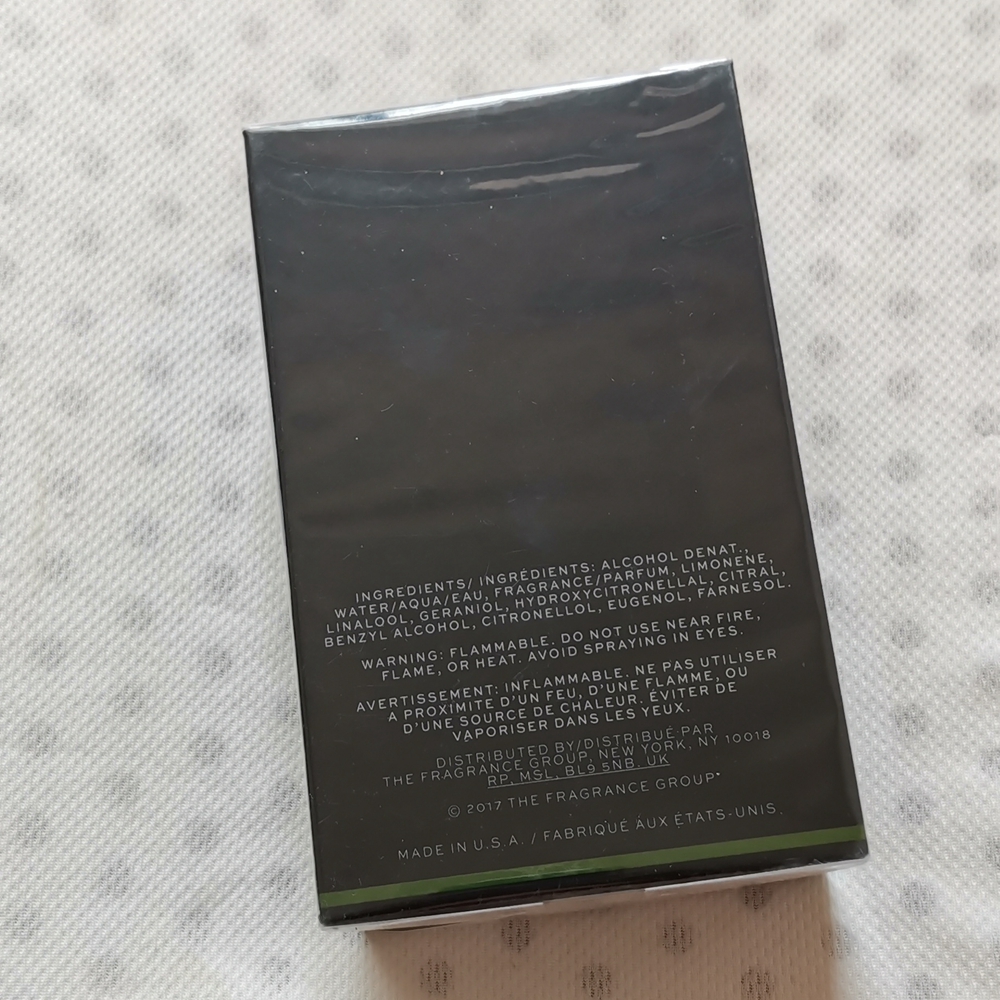 INGREDIENTS/ INGRÉDIENTS: ALCOHOL DENAT.,
WATER/AQUA/EAU, FRAGRANCE/PARFUM, LIMONENE,
LINALOOL, GERANIOL, HYDROXYCITRONELLAL, CITRAL,
BENZYL ALCOHOL, CITRONELLOL, EUGENOL, FARNESOL.
WARNING: FLAMMABLE. DO NOT USE NEAR FIRE,
FLAME, OR HEAT. AVOID SPRAYING IN EYES.
AVERTISSEMENT: INFLAMMABLE. NE PAS UTILISER
A PROXIMITE D'UN FEU, D'UNE FLAMME, OU
D'UNE SOURCE DE CHALEUR. ÉVITER DE
VAPORISER DANS LES YEUX.
DISTRIBUTED BY/DISTRIBUÉ PAR
THE FRAGRANCE GROUP, NEW YORK, NY 10018
RP, M&L, BL9 5NB, UK
© 2017 THE FRAGRANCE GROUP
MADE IN U.S.A. / FABRIQUÉ AUX ÉTATS-UNIS